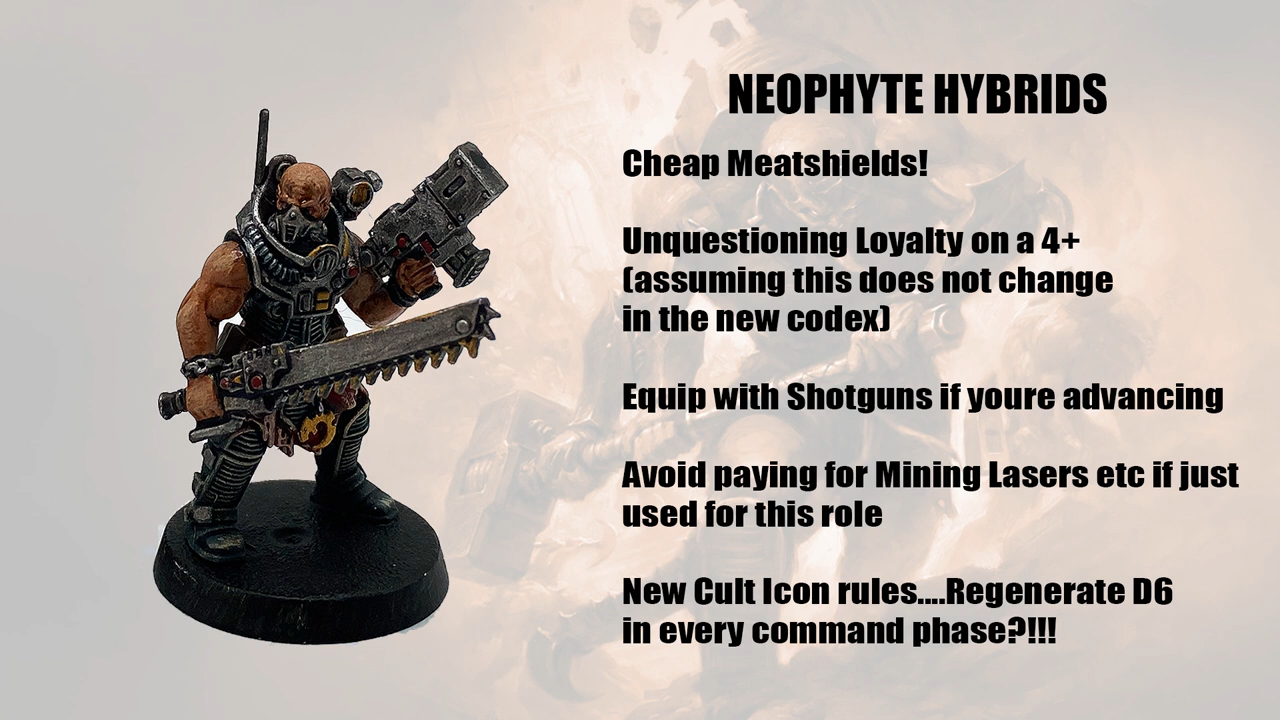 NEOPHYTE HYBRIDS
Cheap Meatshields!
Unquestioning Loyalty on a 4+
(assuming this does not change
in the new codex)
Equip with Shotguns if youre advancing
Avoid paying for Mining Lasers etc if just
used for this role
New Cult Icon rules....Regenerate D6
in every command phase?!!!